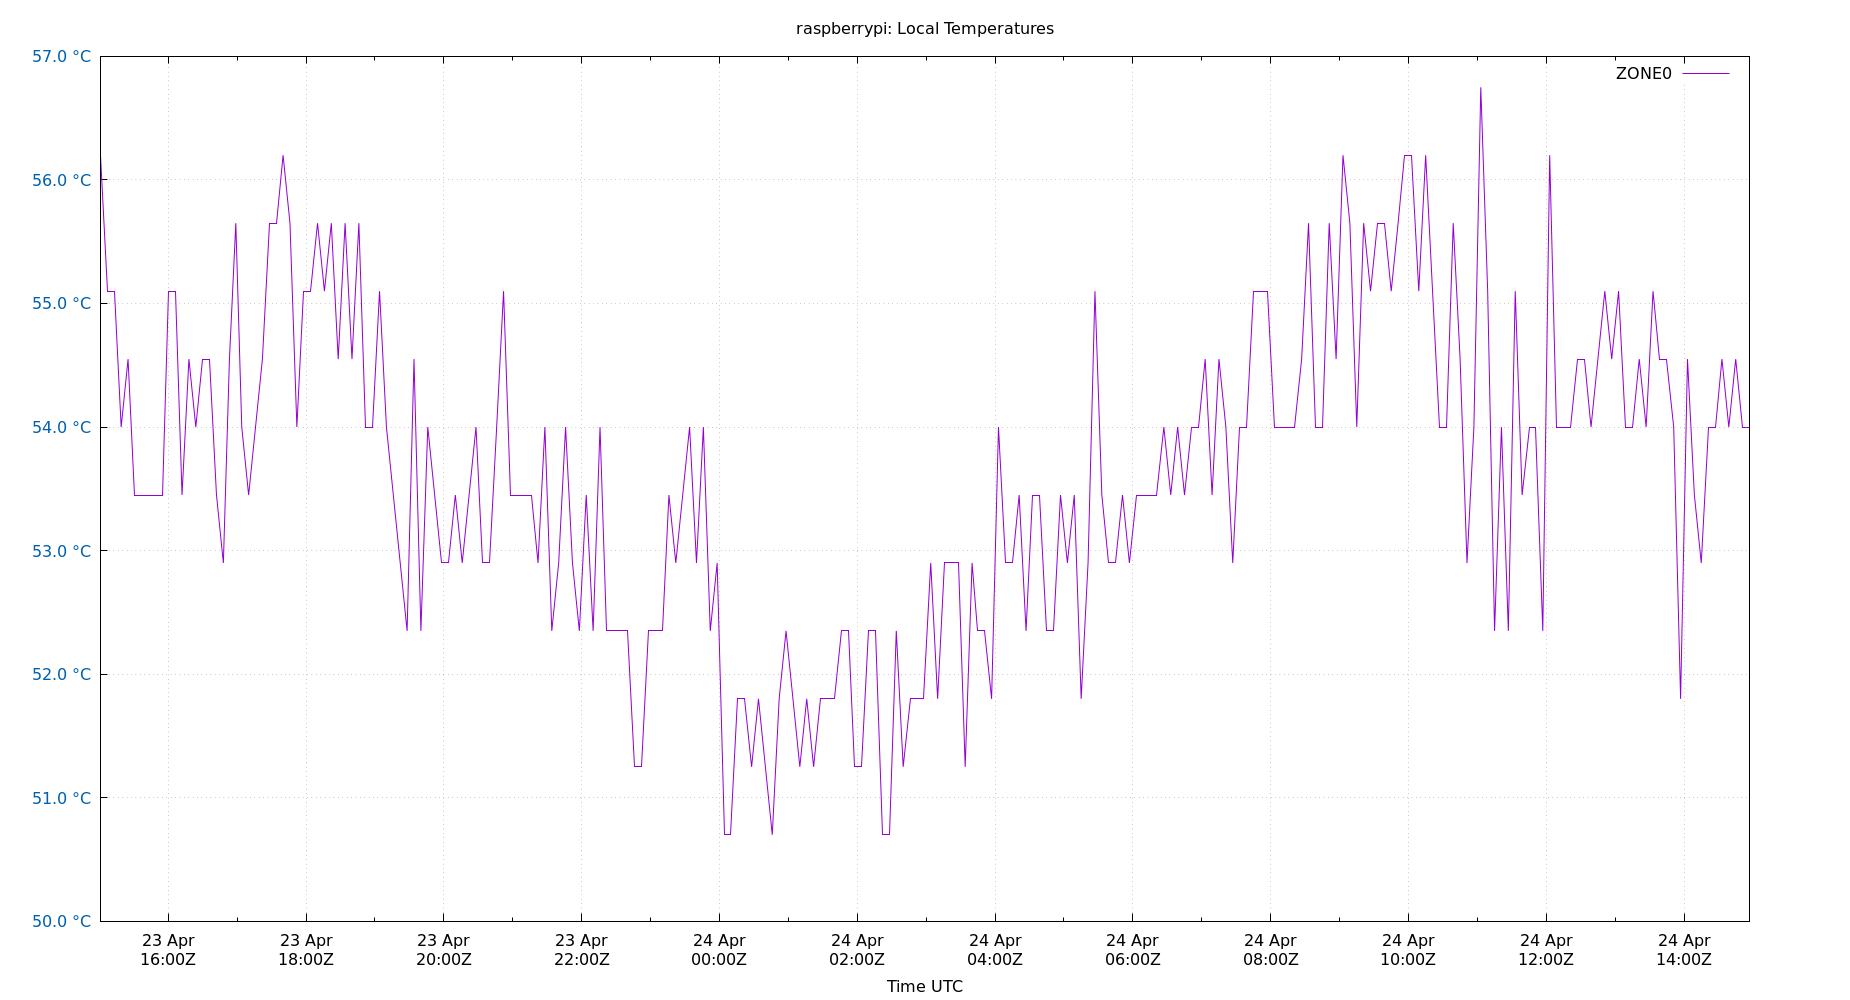 raspberrypi: Local Temperatures
57.0 °C
ZONE0
56.0 °C
55.0 °C
54.0 °C
53.0 °C
52.0 °C
51.0 °C
50.0 °C
23 Apr 23 Apr 23 Apr 23 Apr 24 Apr 24 Apr 24 Apr 24 Apr 24 Apr 24 Apr 24 Apr 24 Apr
16:00Z 18:00Z 20:00Z 22:00Z 00:00Z 02:00Z 04:00Z 06:00Z 08:00Z 10:00Z 12:00Z 14:00Z
Time UTC